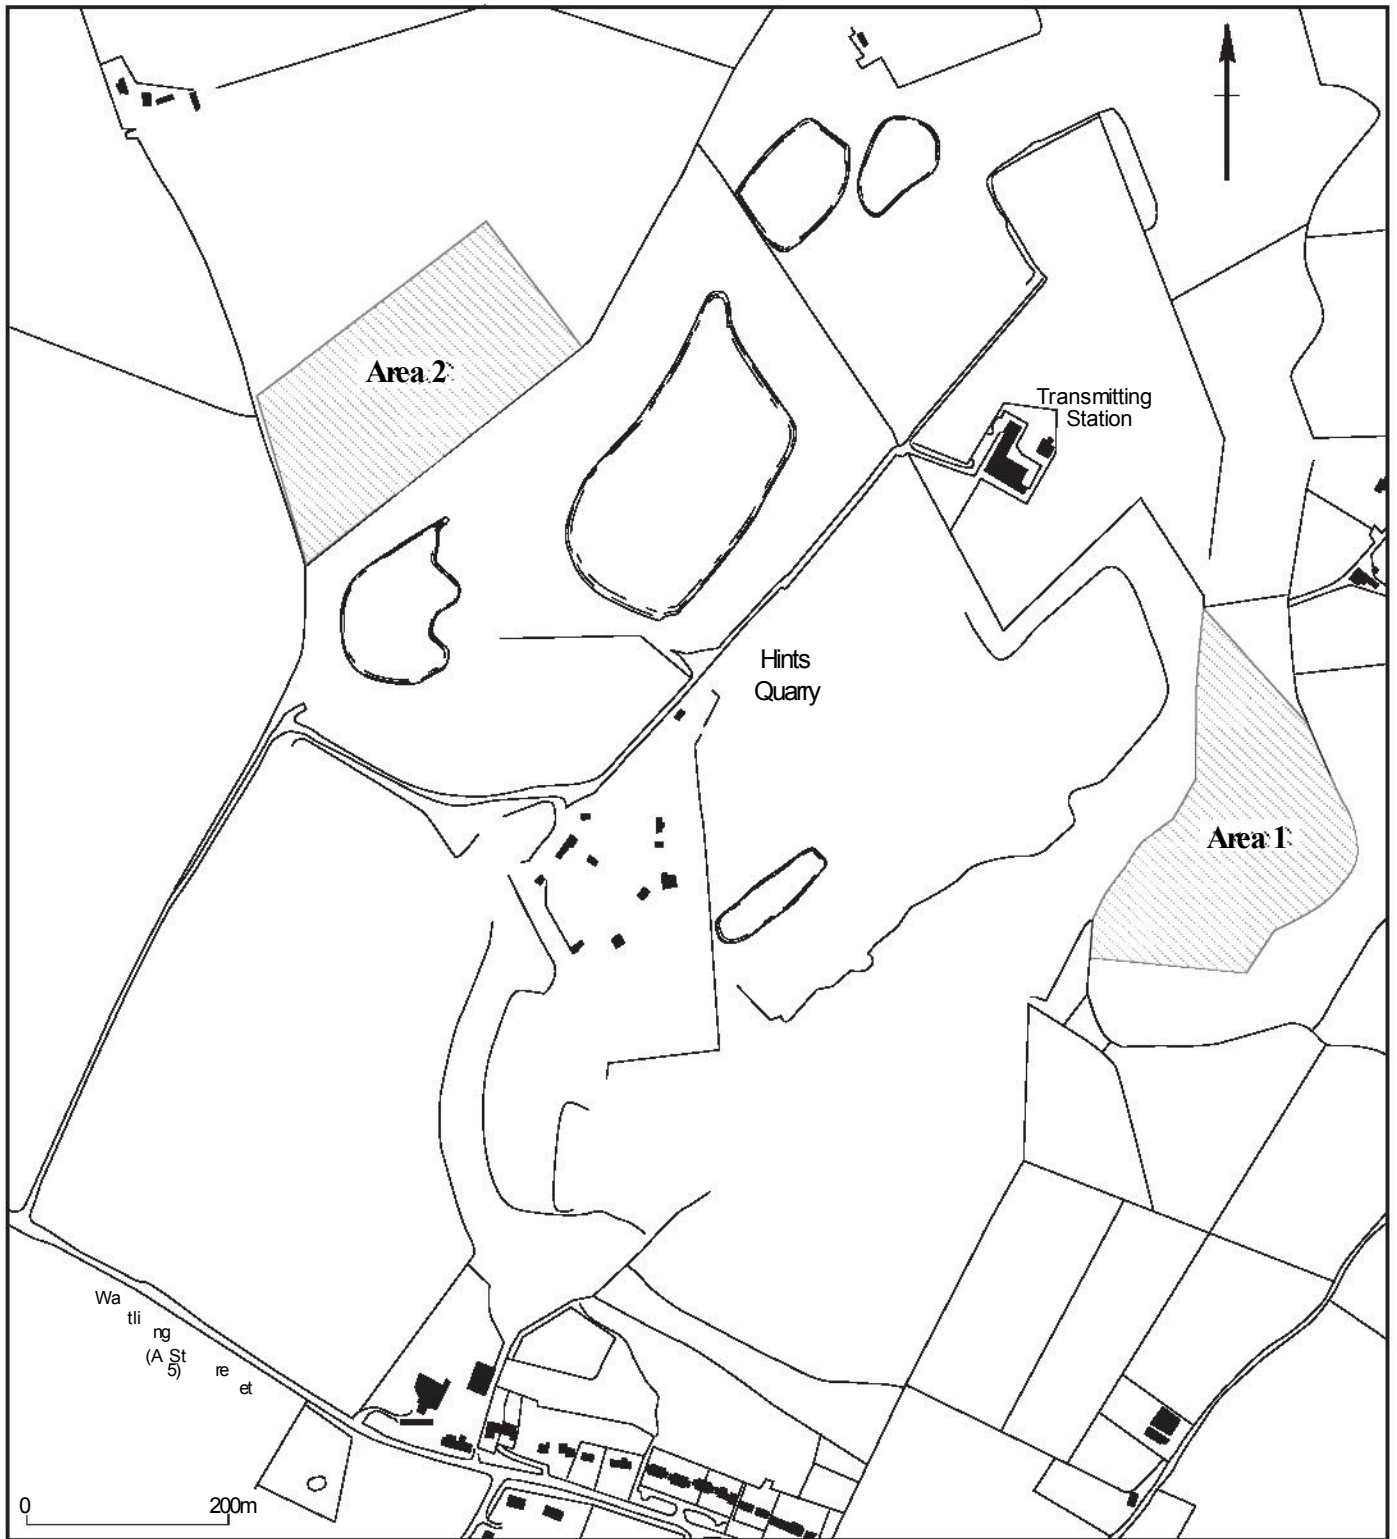 Area 2
Transmitting
Station
Hints
Quarry
Area 1
Wa
tli
ng
(A St
5)
re
et
0
200m